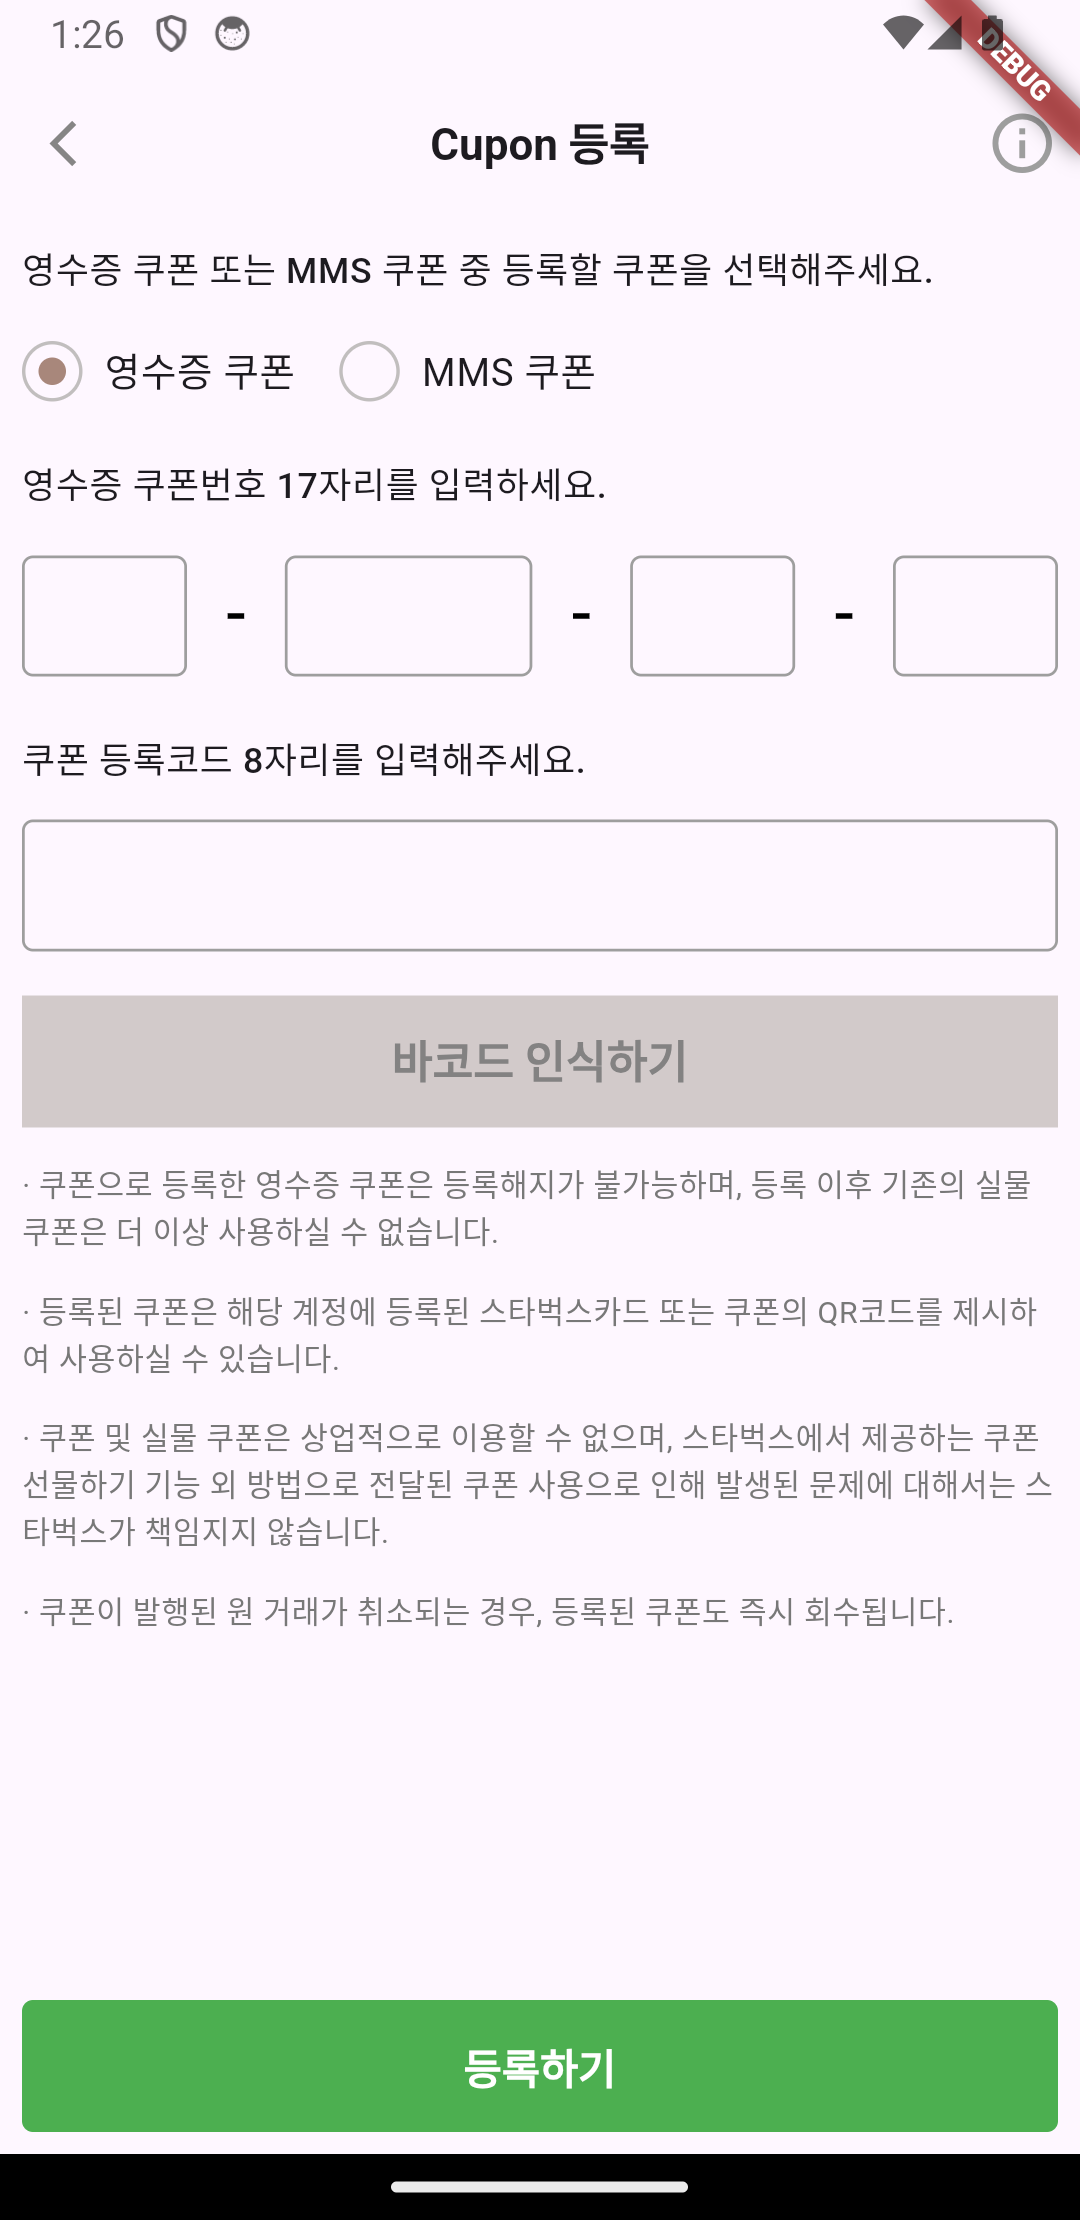 1:26
DEBUG
Cupon 등록
영수증 쿠폰 또는 MMS 쿠폰 중 등록할 쿠폰을 선택해주세요.
영수증 쿠폰 MMS 쿠폰
영수증 쿠폰번호 17자리를 입력하세요.
- - -
쿠폰 등록코드 8자리를 입력해주세요.
바코드 인식하기
· 쿠폰으로 등록한 영수증 쿠폰은 등록해지가 불가능하며, 등록 이후 기존의 실물
쿠폰은 더 이상 사용하실 수 없습니다.
· 등록된 쿠폰은 해당 계정에 등록된 스타벅스카드 또는 쿠폰의 QR코드를 제시하
여 사용하실 수 있습니다.
· 쿠폰 및 실물 쿠폰은 상업적으로 이용할 수 없으며, 스타벅스에서 제공하는 쿠폰
선물하기 기능 외 방법으로 전달된 쿠폰 사용으로 인해 발생된 문제에 대해서는 스
타벅스가 책임지지 않습니다.
· 쿠폰이 발행된 원 거래가 취소되는 경우, 등록된 쿠폰도 즉시 회수됩니다.
등록하기